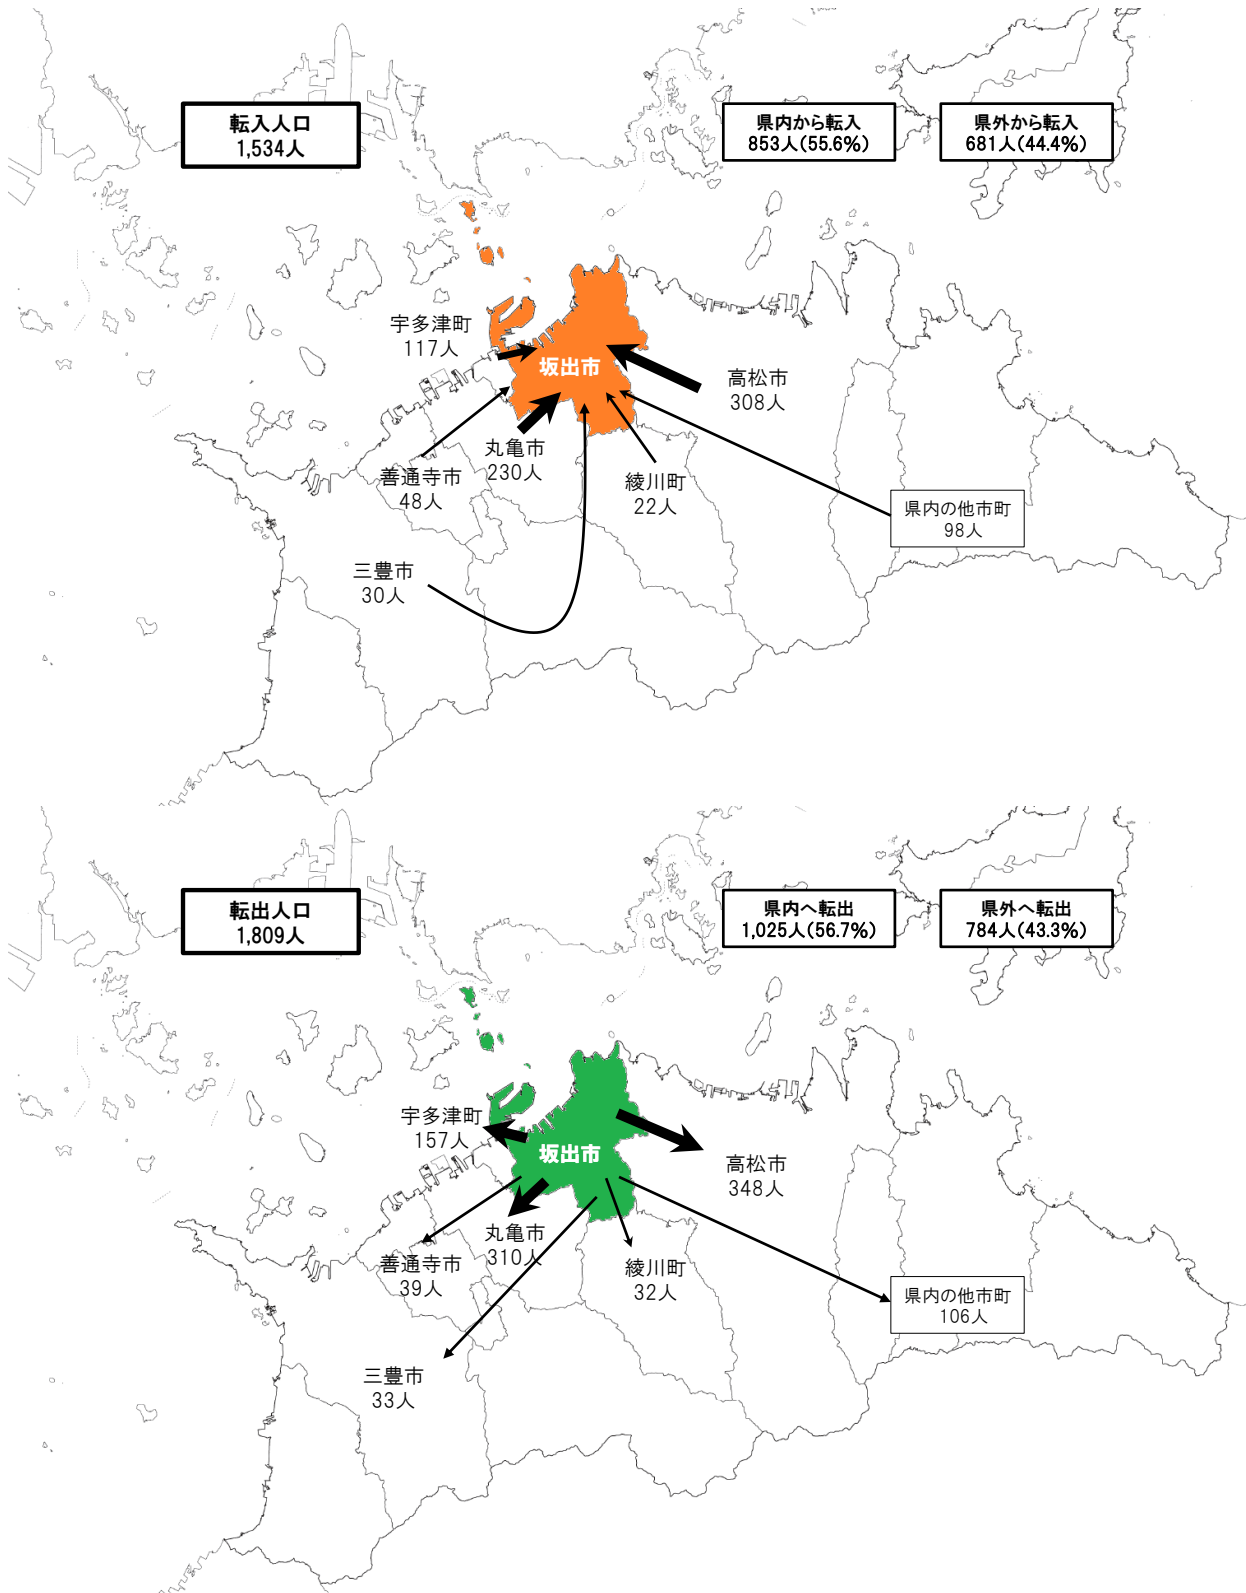 転入人口
1,534人
県内から転入
853人(55.6%)
県外から転入
681人(44.4%)
宇多津町
117人
坂出市
高松市
308人
丸亀市
230人
善通寺市
48人
綾川町
22人
県内の他市町
98人
三豊市
30人
転出人口
1,809人
県内へ転出
1,025人(56.7%)
県外へ転出
784人(43.3%)
宇多津町
157人
坂出市
高松市
348人
丸亀市
310人
善通寺市
39人
綾川町
32人
県内の他市町
106人
三豊市
33人